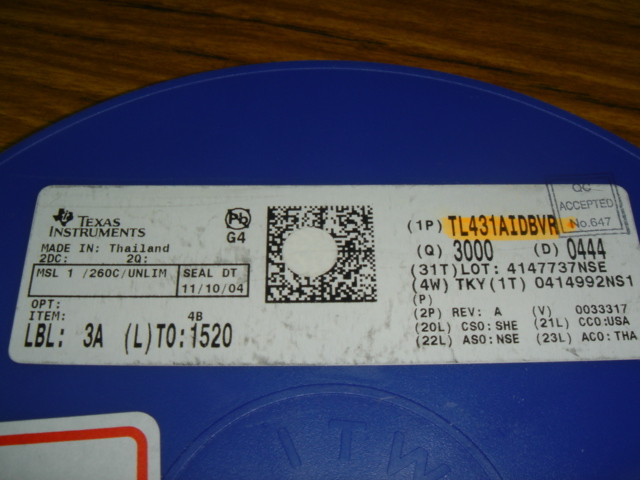 TEXAS
INSTRUMENTS
MADE IN: Thailand
2DC: 2Q:
MSL 1 /260C/UNLIM
SEAL DT
11/10/04
OPT:
ITEM: 4B
LBL: 3A (L)TO:1520
Pb
G4
QC
ACCEPTED
No.647
(1P) TL431AIDBVR
(Q) 3000 (D) 0444
(31T)LOT: 4147737NSE
(4W) TKY(1T) 0414992NS1
(P)
(2P) REV: A (V) 0033317
(20L) CSO:SHE (21L) CCO:USA
(22L) ASO:NSE (23L) ACO:THA
ITW